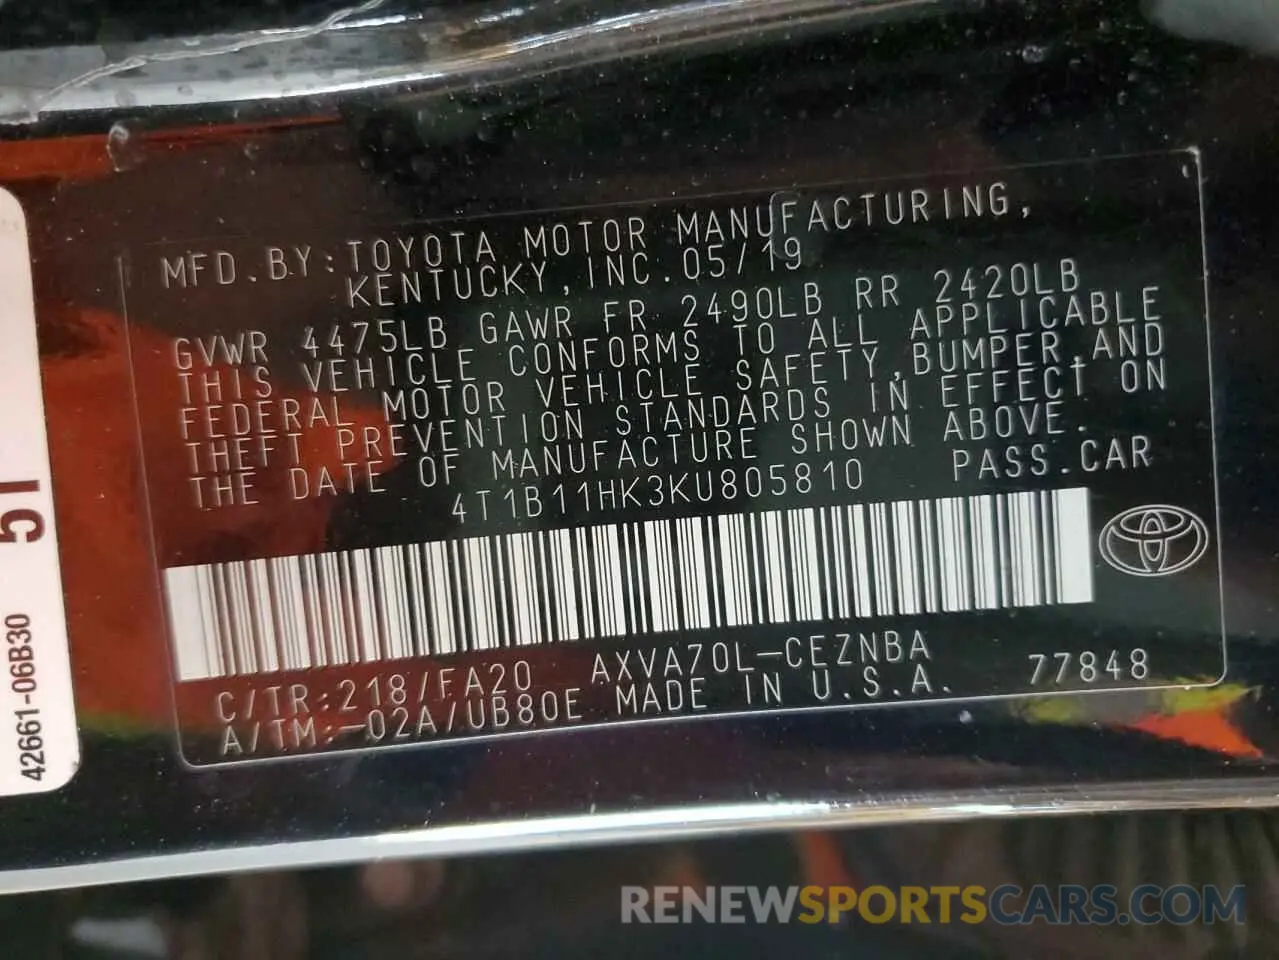 MFD.BY:TOYOTA MOTOR MANUFACTURING,
KENTUCKY,INC.05/19
GVWR 4475LB GAWR FR 2490LB RR 2420LB
THIS VEHICLE CONFORMS TO ALL APPLICABLE
FEDERAL MOTOR VEHICLE SAFETY,BUMPER,AND
THEFT PREVENTION STANDARDS IN EFFECT ON
THE DATE OF MANUFACTURE SHOWN ABOVE.
4T1B11HK3KU805810 PASS.CAR
C/TR:218/FA20 AXVA70L-CEZNBA 77848
A/TM:-02A/UB80E MADE IN U.S.A.
42661-06B30
RENEWSPORTSCARS.COM